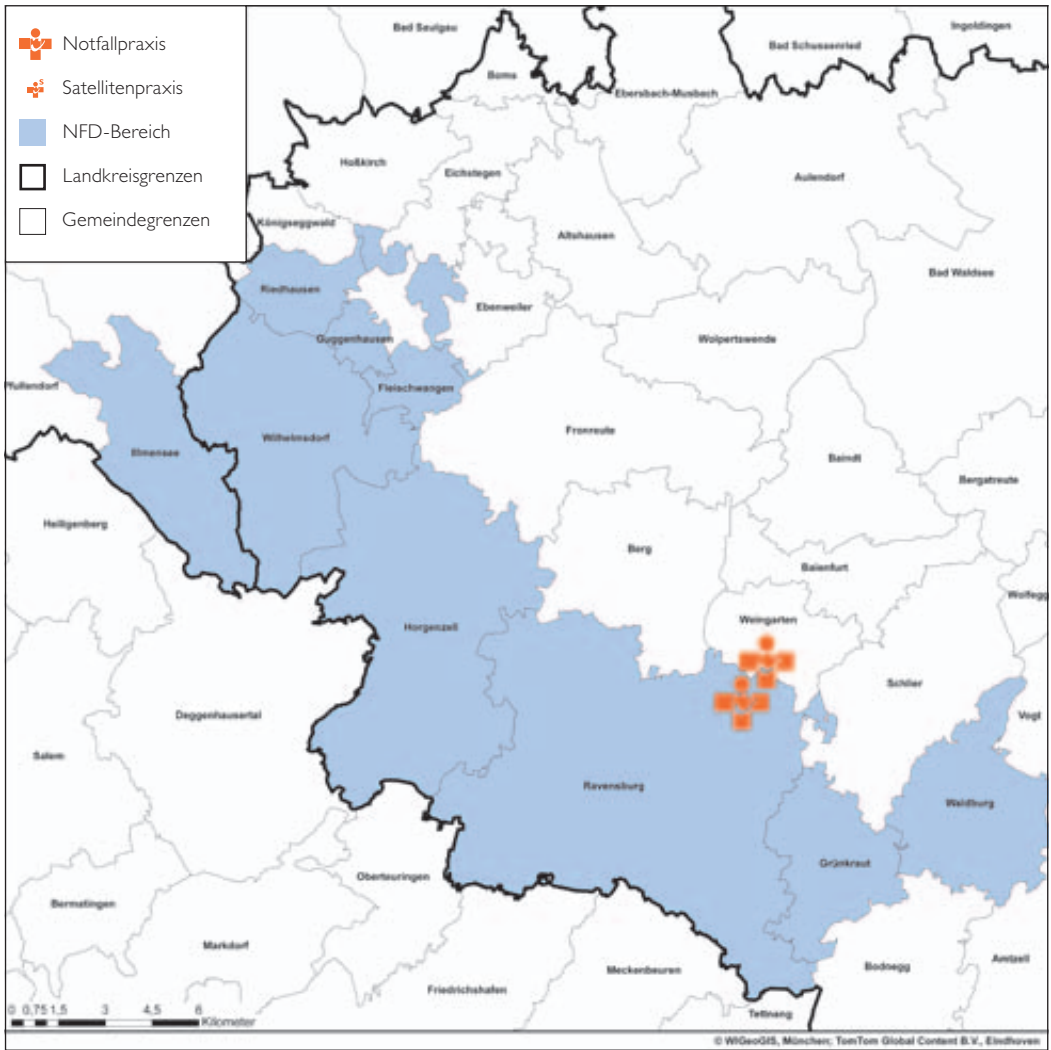 Notfallpraxis
S
Satellitenpraxis
NFD-Bereich
Landkreisgrenzen
Gemeindegrenzen
Bad Saulgau
Ingoldingen
Bad Schussenried
Boms
Ebersbach-Musbach
Hoßkirch
Eichstegen
Aulendorf
Königseggwald
Altshausen
Bad Waldsee
Riedhausen
Ebenweiler
Guggenhausen
Wolpertswende
Pfullendorf
Fleischwangen
Fronreute
Wilhelmsdorf
Illmensee
Baindt
Bergatreute
Heiligenberg
Berg
Baienfurt
Wolfegg
Weingarten
Horgenzell
Schlier
Deggenhausertal
Vogt
Salem
Ravensburg
Waldburg
Grünkraut
Oberteuringen
Bermatingen
Markdorf
Meckenbeuren
Bodnegg
Amtzell
Friedrichshafen
Tettnang
0 0,75 1,5 3 4,5 6
Kilometer
© WIGeoGIS, München; TomTom Global Content B.V., Eindhoven